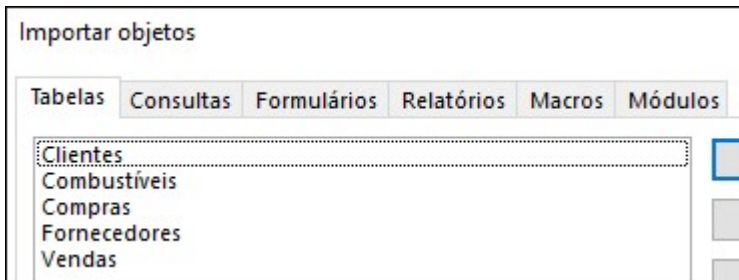 Importar objetos
Tabelas Consultas Formulários Relatórios Macros Módulos
Clientes
Combustíveis
Compras
Fornecedores
Vendas